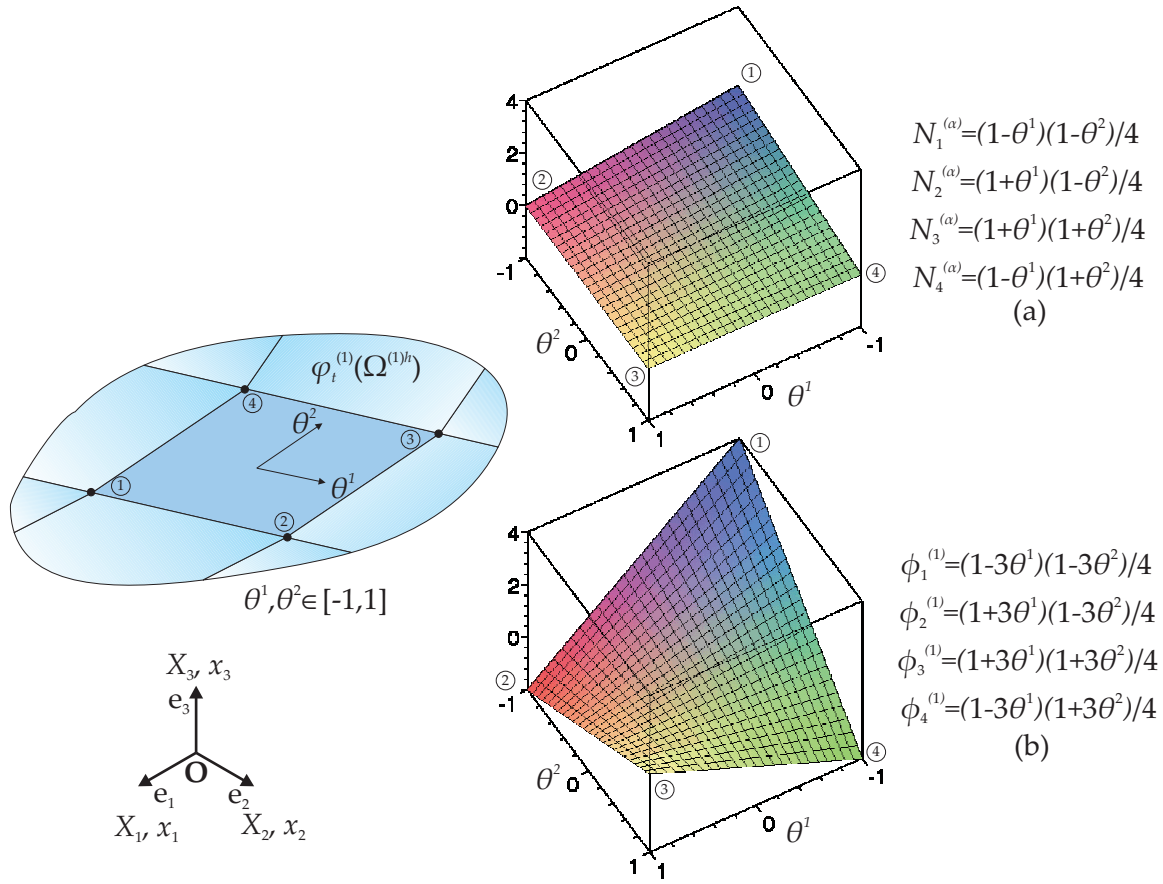 φ_t^(1)(Ω^(1)h)
④
θ²
③
①
θ¹
②
θ¹,θ²∈[-1,1]
X₃, x₃
e₃
O
e₁
e₂
X₁, x₁
X₂, x₂
①
4
2
②
0
④
-1
-1
θ²
0
③
0
θ¹
1
1
N₁^(α)=(1-θ¹)(1-θ²)/4
N₂^(α)=(1+θ¹)(1-θ²)/4
N₃^(α)=(1+θ¹)(1+θ²)/4
N₄^(α)=(1-θ¹)(1+θ²)/4
(a)
①
4
2
0
②
-1
④
-1
θ²
0
③
0
θ¹
1
1
ϕ₁^(1)=(1-3θ¹)(1-3θ²)/4
ϕ₂^(1)=(1+3θ¹)(1-3θ²)/4
ϕ₃^(1)=(1+3θ¹)(1+3θ²)/4
ϕ₄^(1)=(1-3θ¹)(1+3θ²)/4
(b)